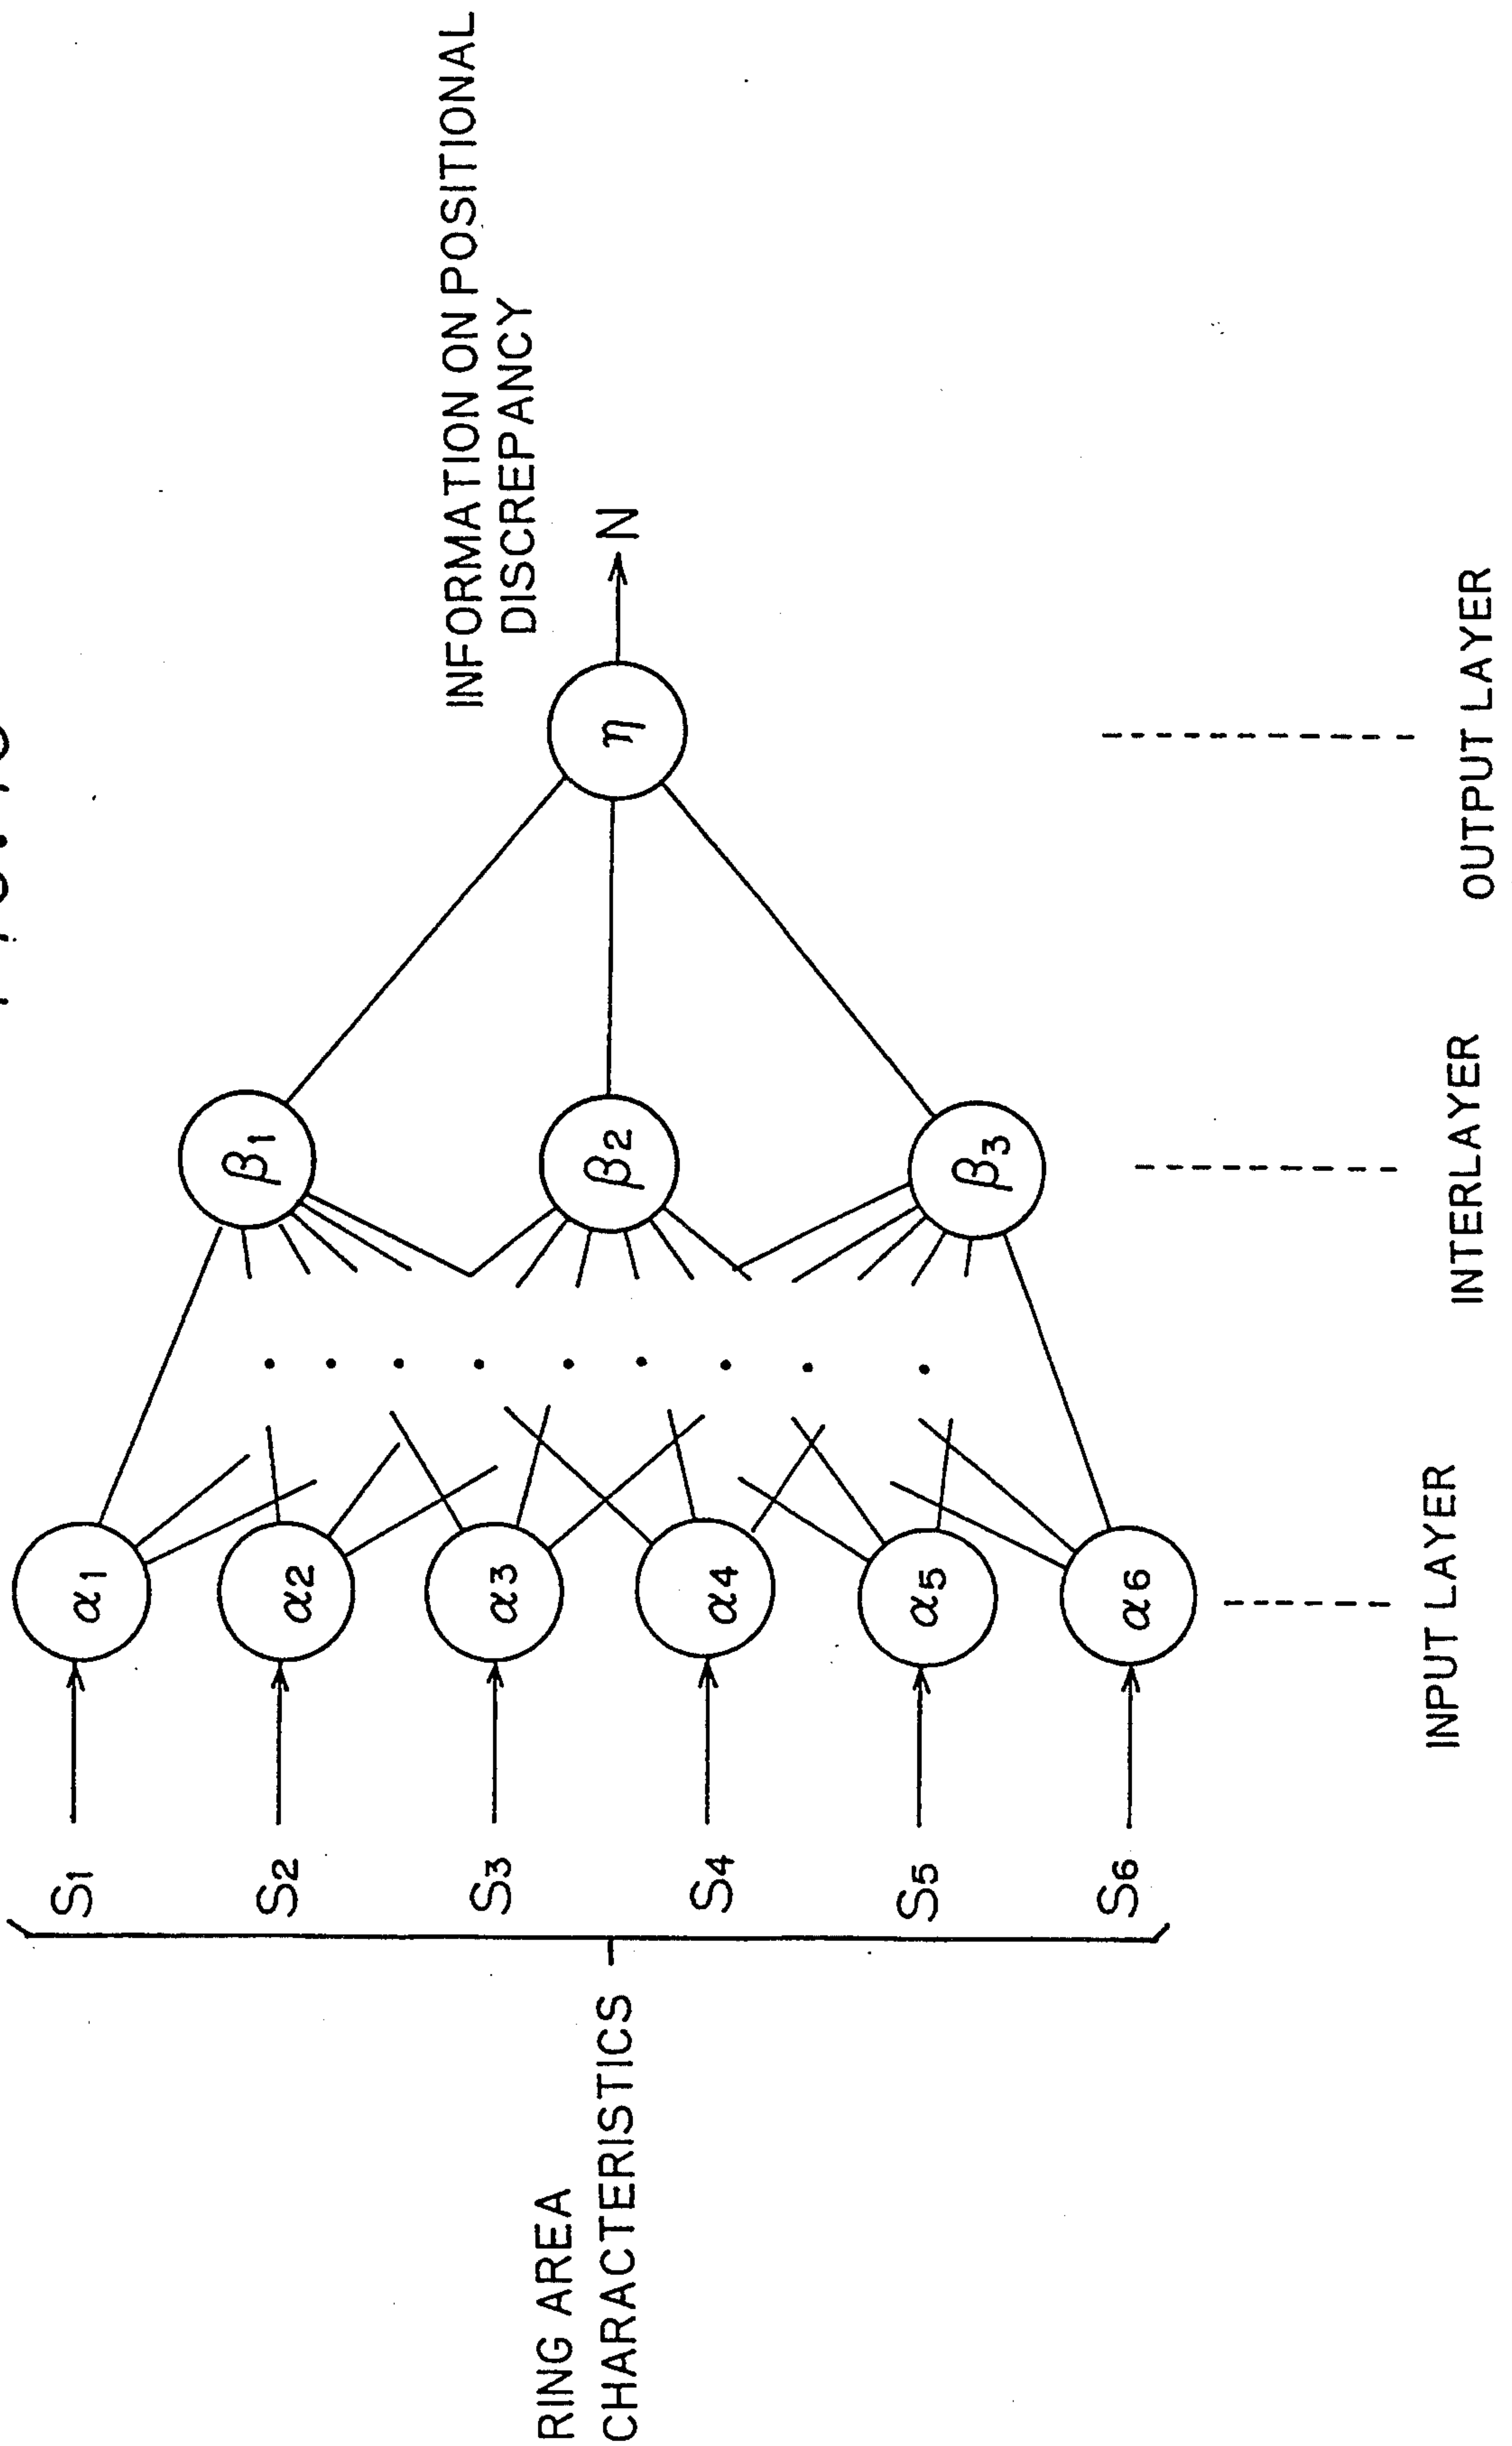 INFORMATION ON POSITIONAL
DISCREPANCY
RING AREA
CHARACTERISTICS
S1
S2
S3
S4
S5
S6
α1
α2
α3
α4
α5
α6
β1
β2
β3
η
N
INPUT LAYER
INTERLAYER
OUTPUT LAYER